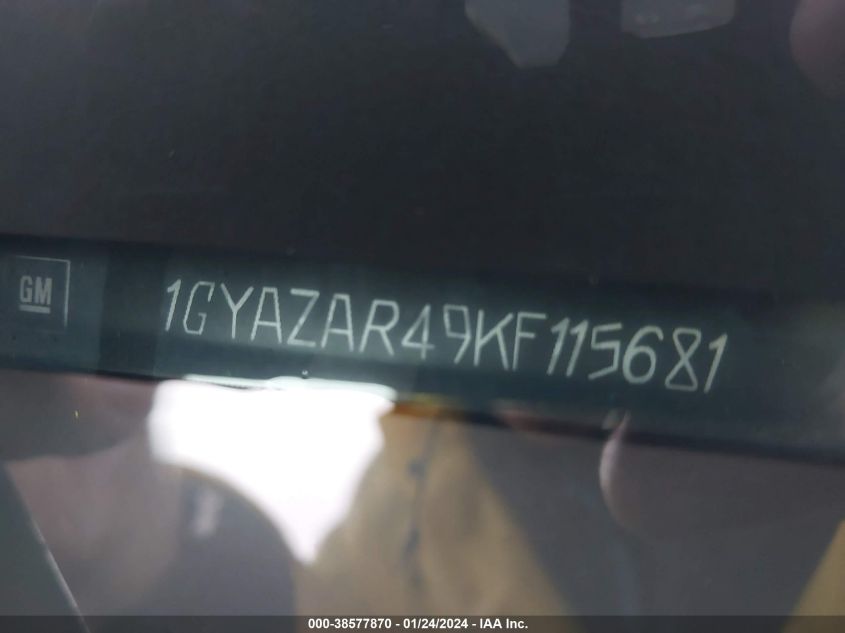 GM
1GYAZAR49KF115681
000-38577870 - 01/24/2024 - IAA Inc.